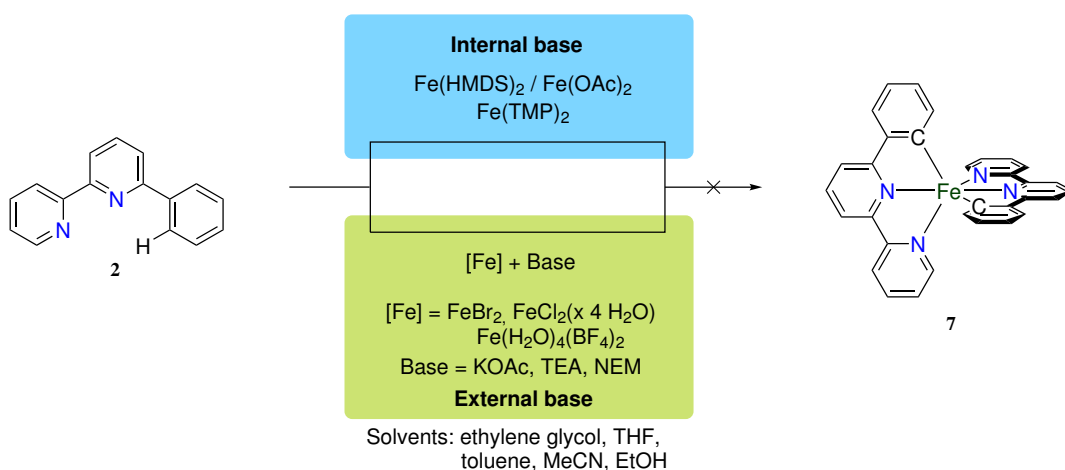 Internal base
Fe(HMDS)2 / Fe(OAc)2
Fe(TMP)2
N
N
H
2
C
N
Fe
N
N
C
N
7
[Fe] + Base
[Fe] = FeBr2, FeCl2(x 4 H2O)
Fe(H2O)4(BF4)2
Base = KOAc, TEA, NEM
External base
Solvents: ethylene glycol, THF,
toluene, MeCN, EtOH